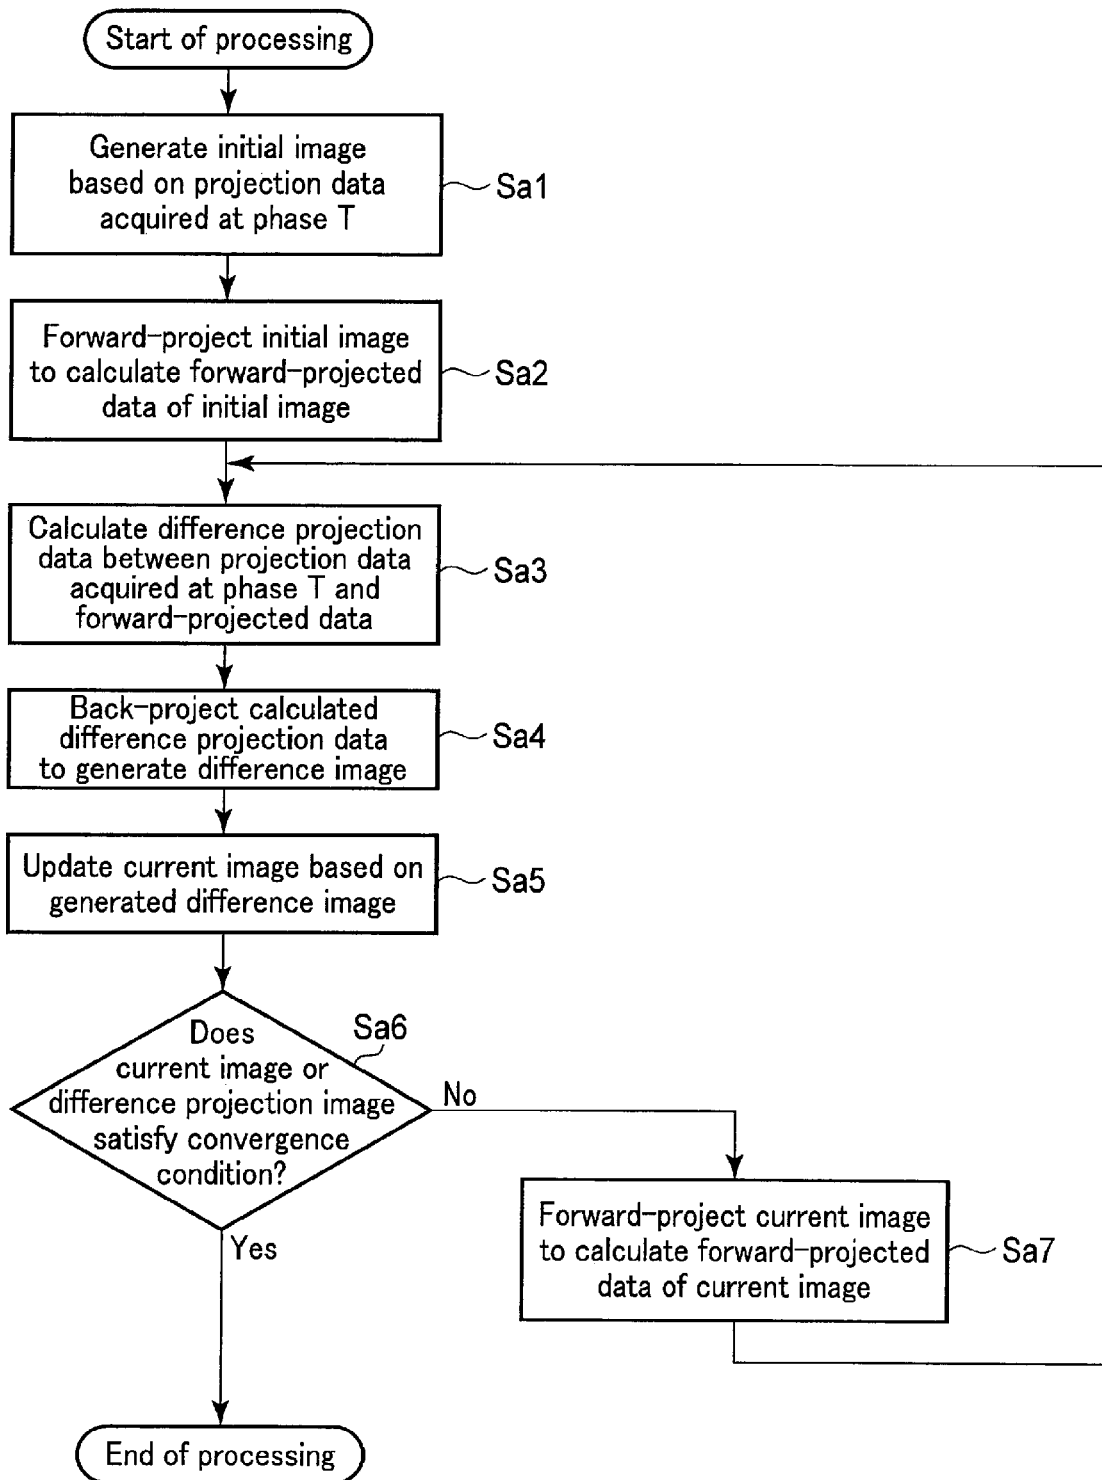 Start of processing
Generate initial image
based on projection data
acquired at phase T
Sa1
Forward-project initial image
to calculate forward-projected
data of initial image
Sa2
Calculate difference projection
data between projection data
acquired at phase T and
forward-projected data
Sa3
Back-project calculated
difference projection data
to generate difference image
Sa4
Update current image based on
generated difference image
Sa5
Does
current image or
difference projection image
satisfy convergence
condition?
Sa6
No
Yes
Forward-project current image
to calculate forward-projected
data of current image
Sa7
End of processing